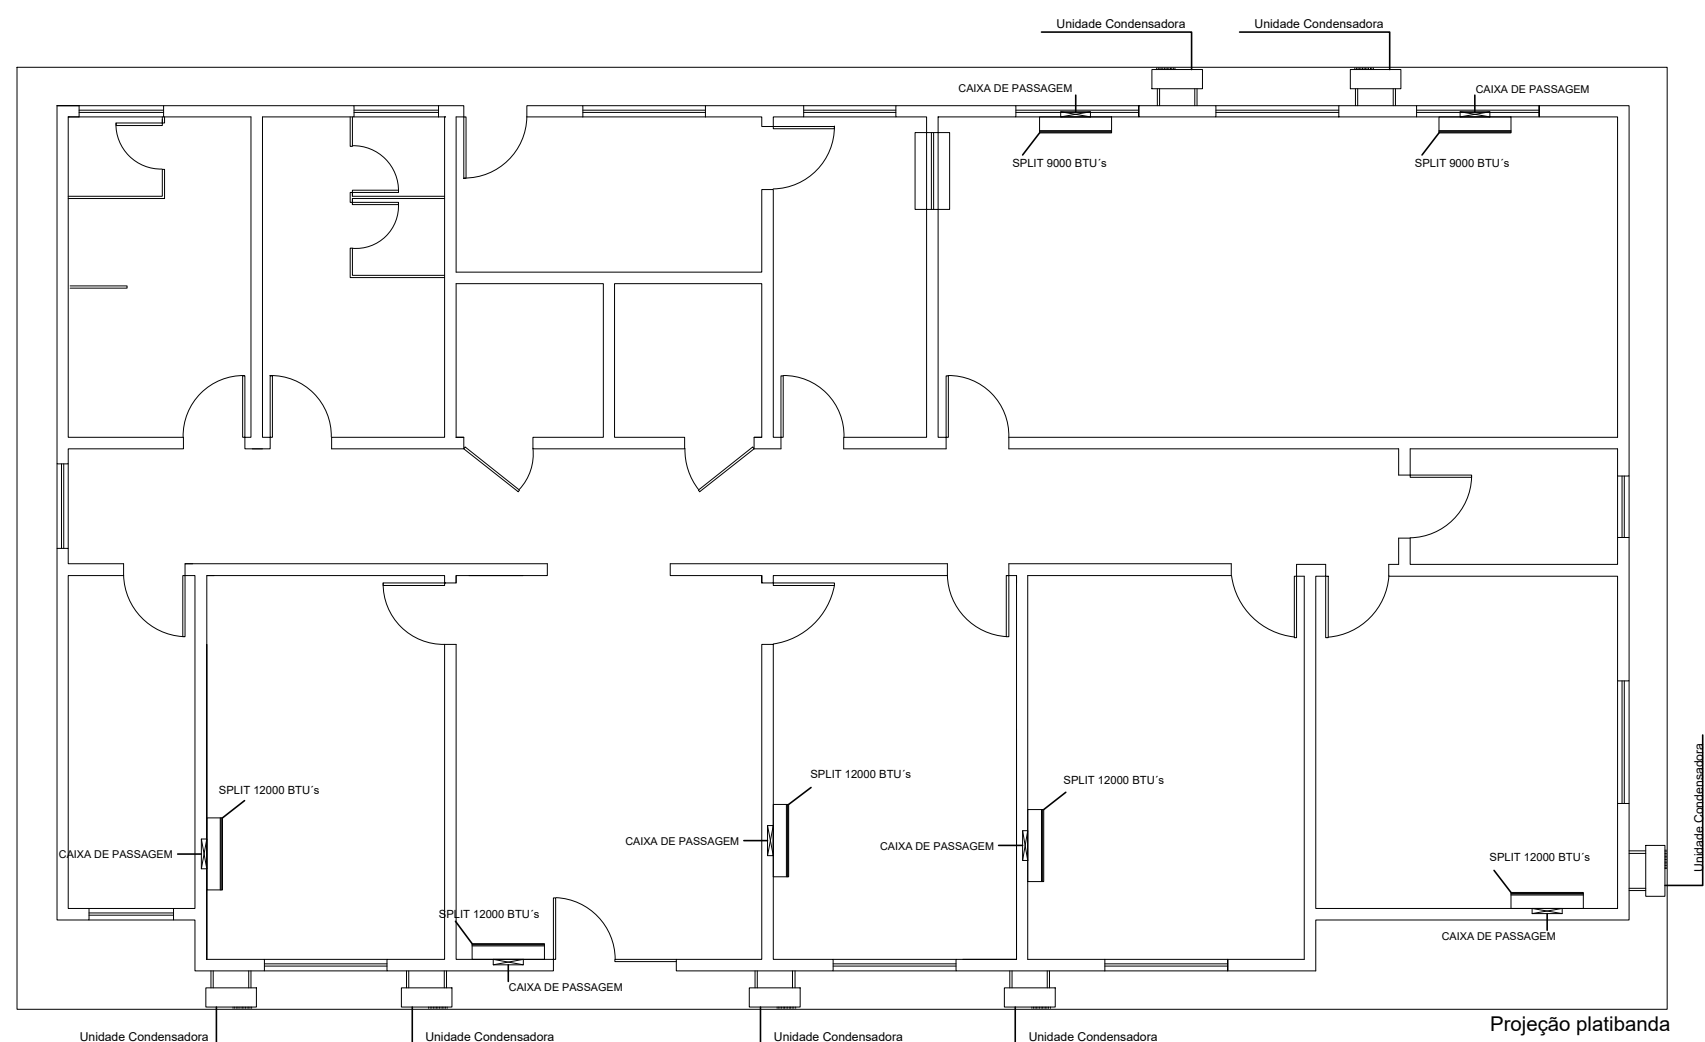 Unidade Condensadora
Unidade Condensadora
CAIXA DE PASSAGEM
CAIXA DE PASSAGEM
SPLIT 9000 BTU´s
SPLIT 9000 BTU´s
Unidade Condensadora
SPLIT 12000 BTU´s
SPLIT 12000 BTU´s
SPLIT 12000 BTU´s
CAIXA DE PASSAGEM
CAIXA DE PASSAGEM
CAIXA DE PASSAGEM
SPLIT 12000 BTU´s
SPLIT 12000 BTU´s
CAIXA DE PASSAGEM
CAIXA DE PASSAGEM
Projeção platibanda
Unidade Condensadora
Unidade Condensadora
Unidade Condensadora
Unidade Condensadora